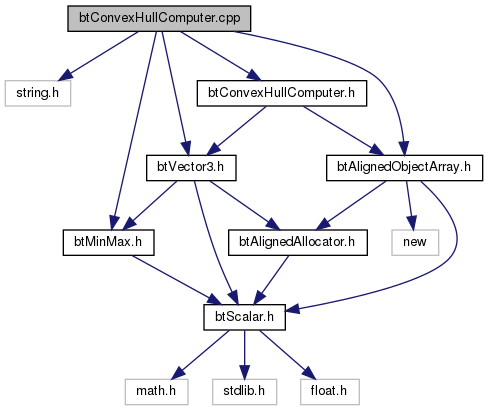 btConvexHullComputer.cpp
string.h
btConvexHullComputer.h
btVector3.h
btAlignedObjectArray.h
btMinMax.h
btAlignedAllocator.h
new
btScalar.h
math.h
stdlib.h
float.h